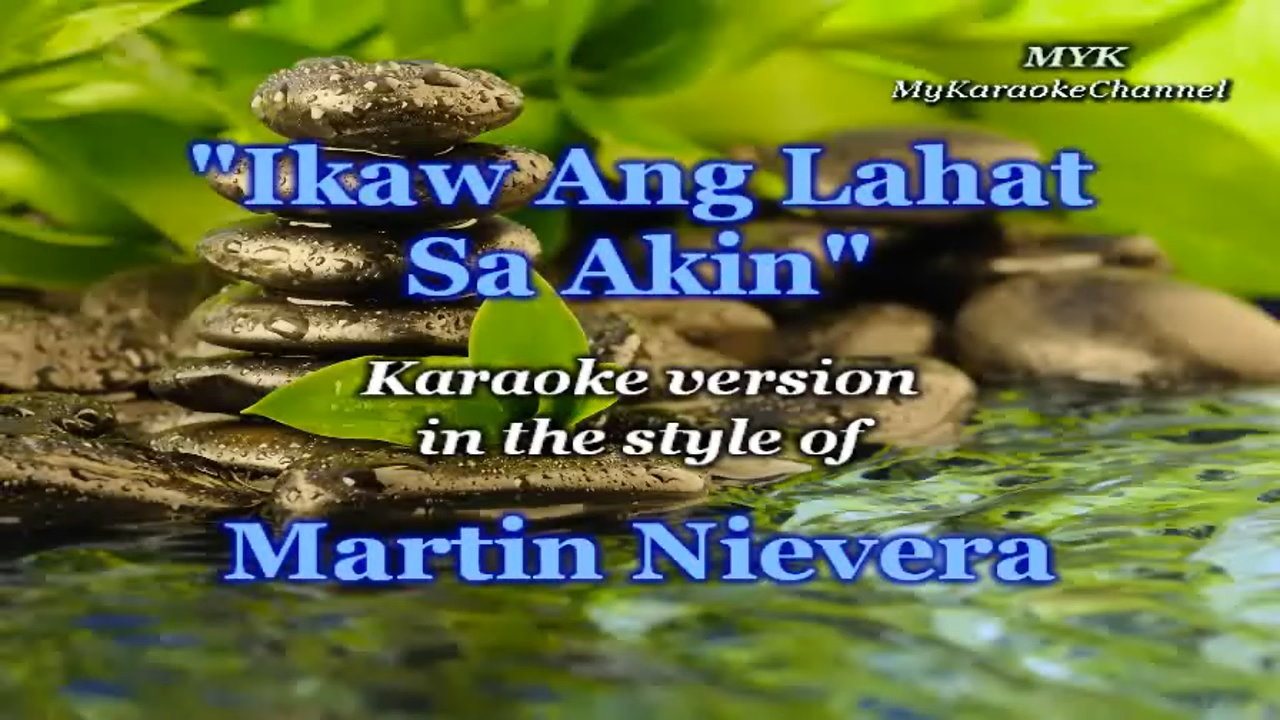 MYK
MyKaraokeChannel
"Ikaw Ang Lahat
Sa Akin"
Karaoke version
in the style of
Martin Nievera